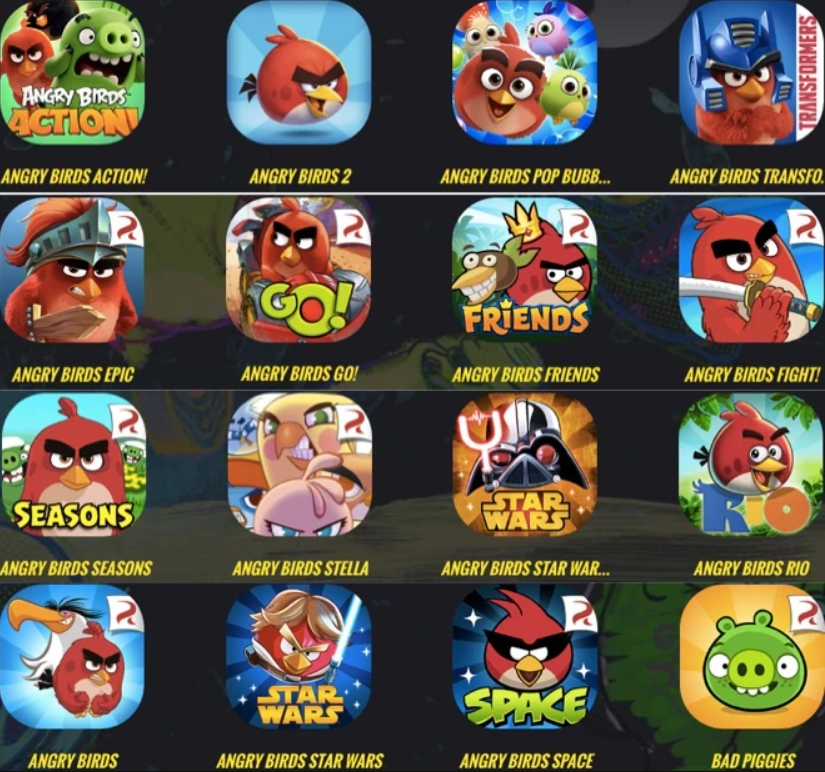 ANGRY BIRDS
ACTION!
TRANSFORMERS
ANGRY BIRDS ACTION!
ANGRY BIRDS 2
ANGRY BIRDS POP BUBB...
ANGRY BIRDS TRANSFO.
GO!
FRIENDS
ANGRY BIRDS EPIC
ANGRY BIRDS GO!
ANGRY BIRDS FRIENDS
ANGRY BIRDS FIGHT!
SEASONS
STAR
WARS
RIO
ANGRY BIRDS SEASONS
ANGRY BIRDS STELLA
ANGRY BIRDS STAR WAR...
ANGRY BIRDS RIO
STAR
WARS
SPACE
ANGRY BIRDS
ANGRY BIRDS STAR WARS
ANGRY BIRDS SPACE
BAD PIGGIES